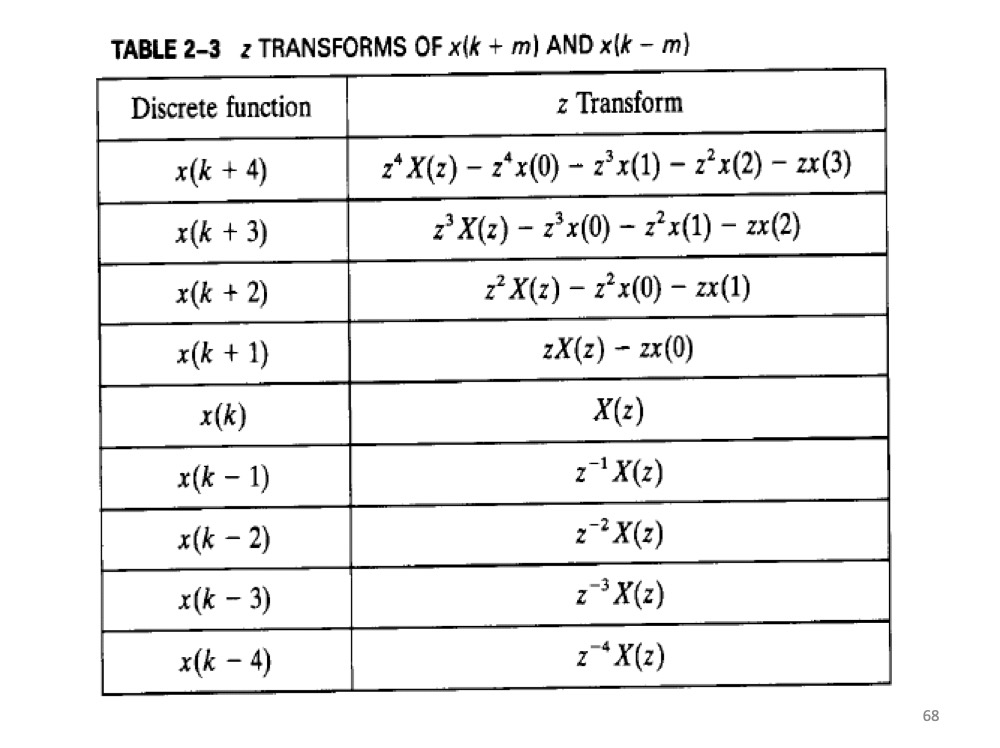 TABLE 2–3 z TRANSFORMS OF x(k + m) AND x(k − m)
Discrete function z Transform
x(k + 4) z⁴X(z) − z⁴x(0) − z³x(1) − z²x(2) − zx(3)
x(k + 3) z³X(z) − z³x(0) − z²x(1) − zx(2)
x(k + 2) z²X(z) − z²x(0) − zx(1)
x(k + 1) zX(z) − zx(0)
x(k) X(z)
x(k − 1) z⁻¹X(z)
x(k − 2) z⁻²X(z)
x(k − 3) z⁻³X(z)
x(k − 4) z⁻⁴X(z)
68